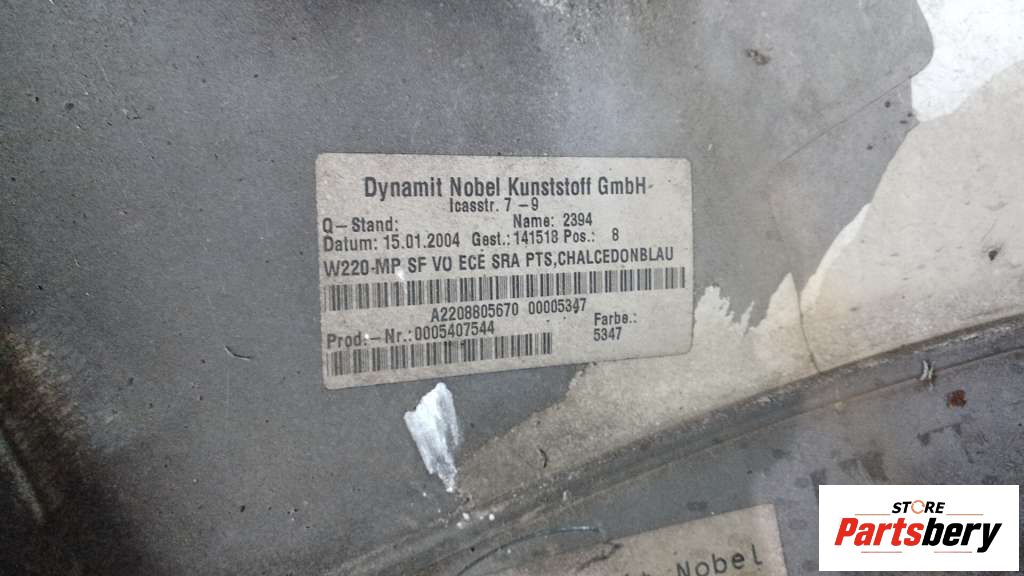 Dynamit Nobel Kunststoff GmbH
Icasstr. 7-9
Q-Stand: Name: 2394
Datum: 15.01.2004 Gest.: 141518 Pos.: 8
W220-MP SF VO ECE SRA PTS,CHALCEDONBLAU
A2208805670 00005347
Prod.-Nr.:0005407544 Farbe.:
5347
Nobel
STORE
Partsbery